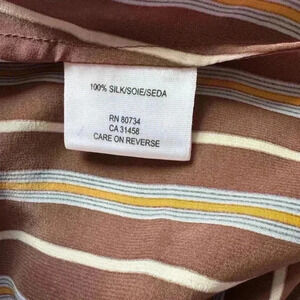 100% SILK/SOIE/SEDA
RN 80734
CA 31458
CARE ON REVERSE